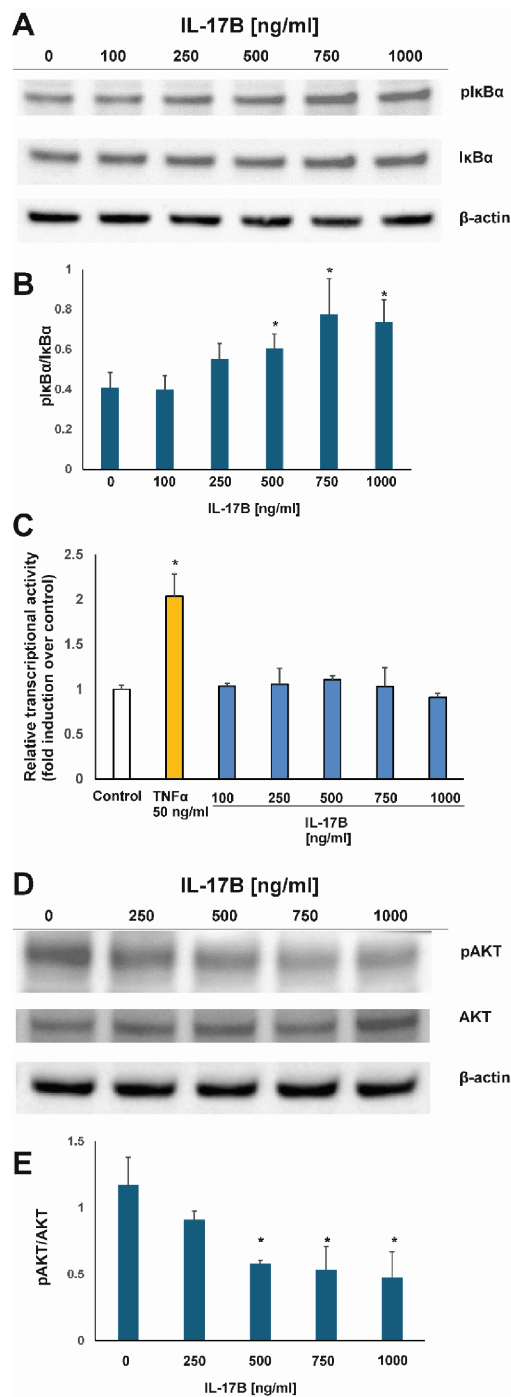 A
IL-17B [ng/ml]
0 100 250 500 750 1000
pIκBα
IκBα
β-actin
B
pIκBα/IκBα
1
0.8
0.6
0.4
0.2
0
* * *
0 100 250 500 750 1000
IL-17B [ng/ml]
C
Relative transcriptional activity
(fold induction over control)
2.5
2
1.5
1
0.5
0
*
Control TNFα 100 250 500 750 1000
50 ng/ml
IL-17B
[ng/ml]
D
IL-17B [ng/ml]
0 250 500 750 1000
pAKT
AKT
β-actin
E
pAKT/AKT
1.5
1
0.5
0
* * *
0 250 500 750 1000
IL-17B [ng/ml]